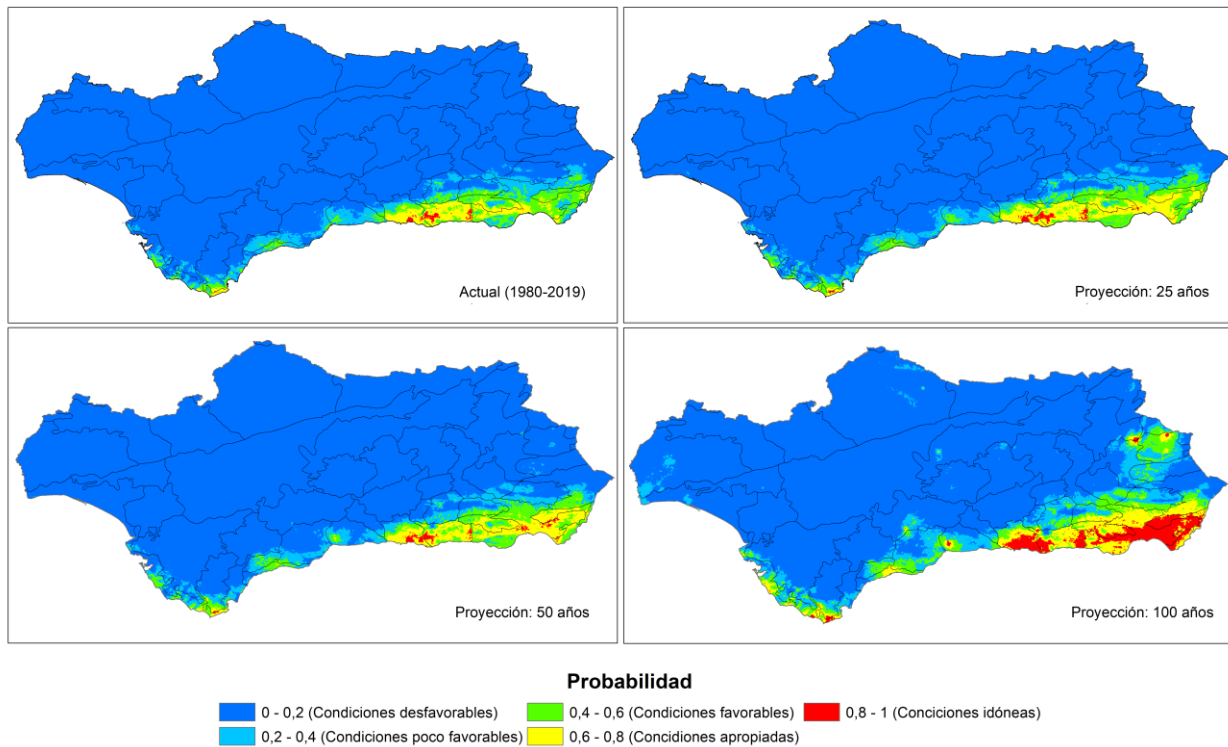 Actual (1980-2019)
Proyección: 25 años
Proyección: 50 años
Proyección: 100 años
Probabilidad
0 - 0,2 (Condiciones desfavorables)
0,4 - 0,6 (Condiciones favorables)
0,8 - 1 (Conciciones idóneas)
0,2 - 0,4 (Condiciones poco favorables)
0,6 - 0,8 (Concidiones apropiadas)